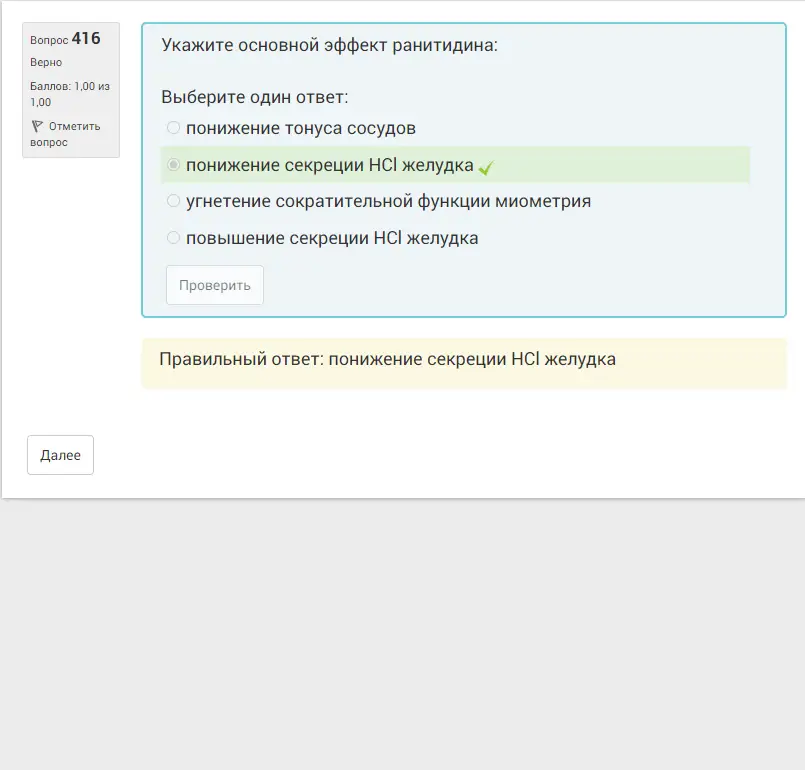 Вопрос 416
Верно
Баллов: 1,00 из
1,00
Отметить
вопрос
Укажите основной эффект ранитидина:
Выберите один ответ:
понижение тонуса сосудов
понижение секреции HCl желудка
угнетение сократительной функции миометрия
повышение секреции HCl желудка
Проверить
Правильный ответ: понижение секреции HCl желудка
Далее